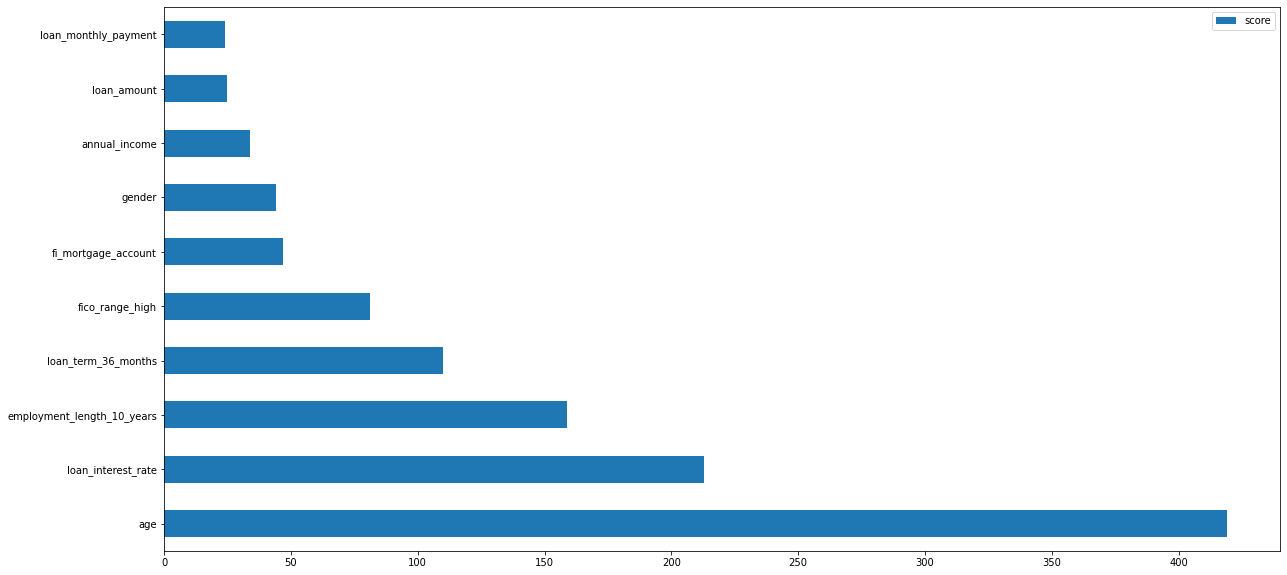 score
loan_monthly_payment
loan_amount
annual_income
gender
fi_mortgage_account
fico_range_high
loan_term_36_months
employment_length_10_years
loan_interest_rate
age
0 50 100 150 200 250 300 350 400